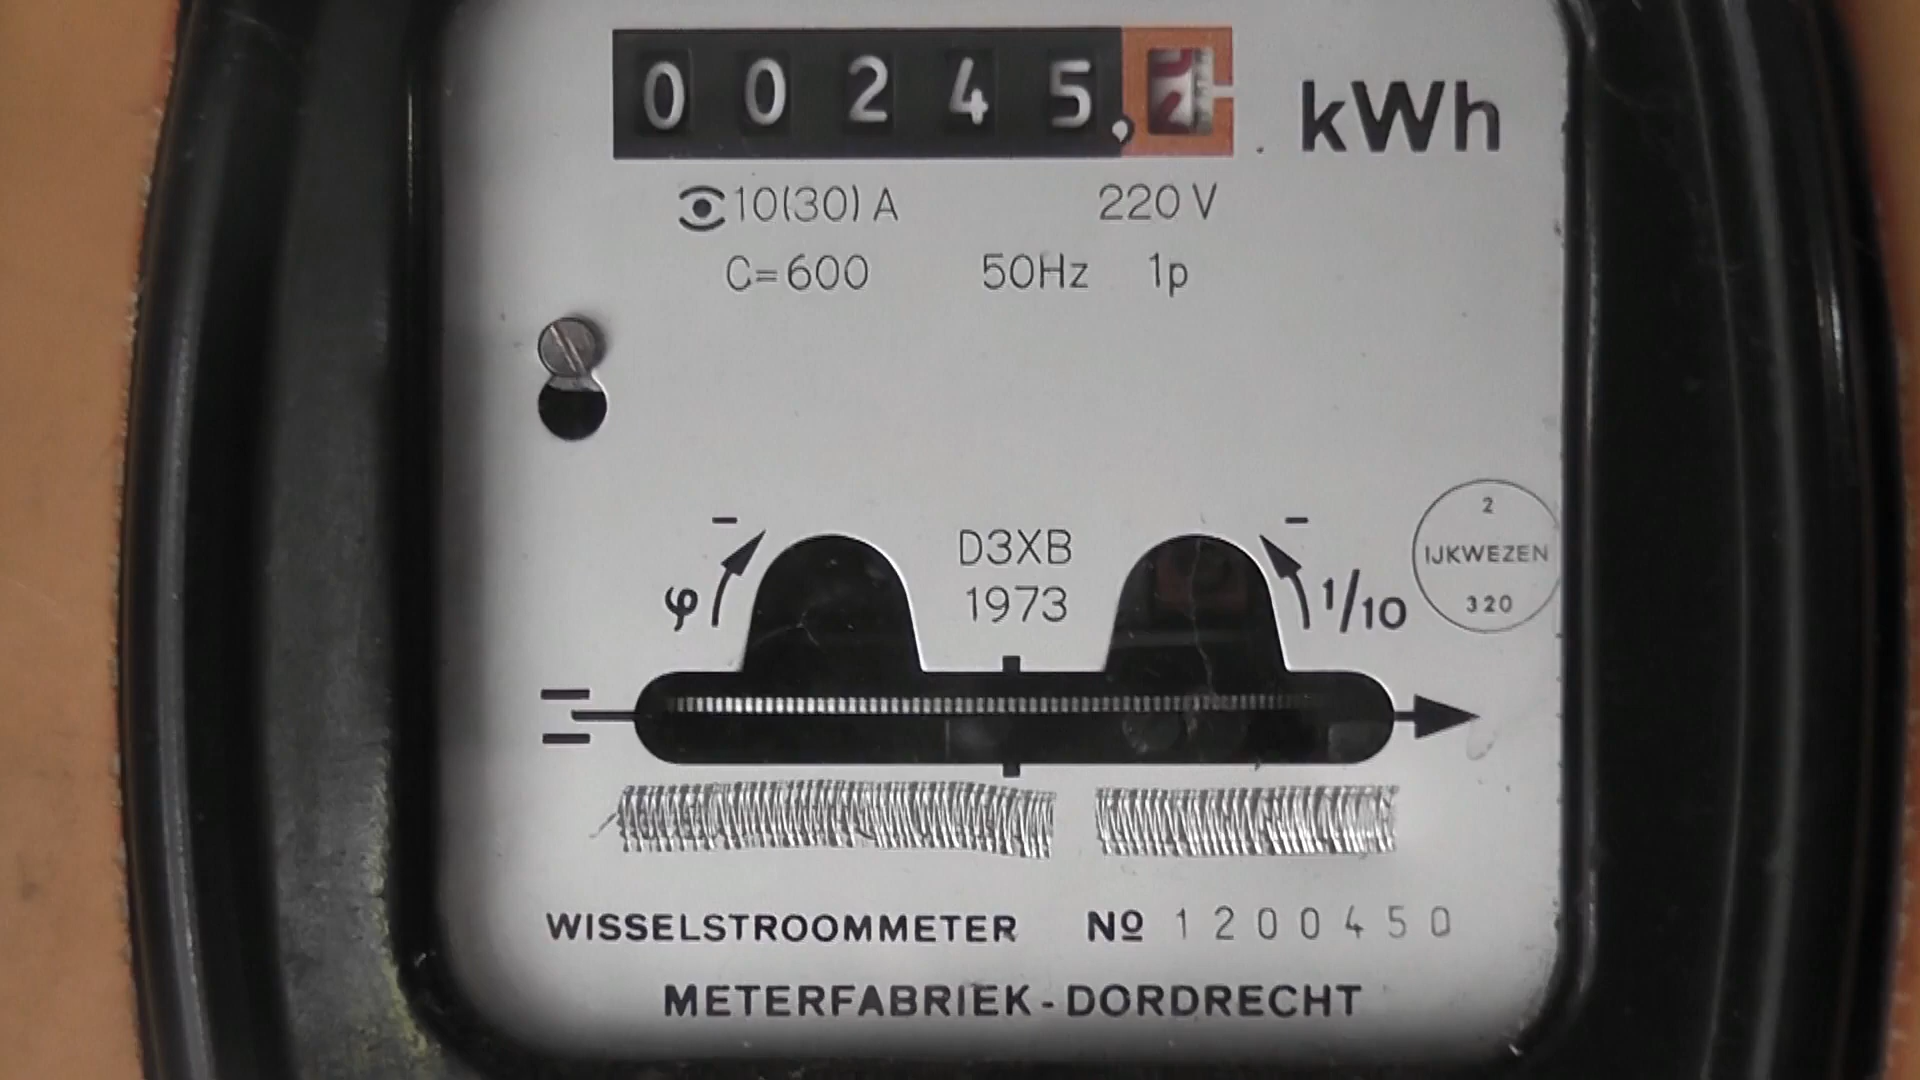 00245, kWh
10(30) A 220 V
C=600 50Hz 1p
D3XB
1973
φ
1/10
2
IJKWEZEN
320
WISSELSTROOMMETER Nº 1200450
METERFABRIEK - DORDRECHT